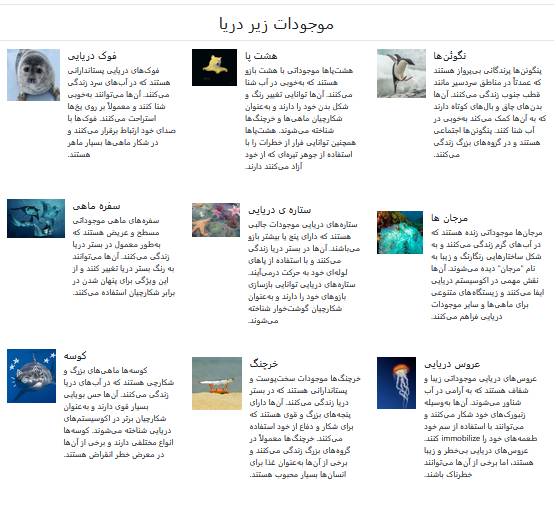 موجودات زیر دریا
نگوئن‌ها
پنگوئن‌ها پرندگانی بی‌پرواز هستند
که عمدتاً در مناطق سردسیر مانند
قطب جنوب زندگی می‌کنند. آن‌ها
بدن‌های چاق و بال‌های کوتاه دارند
که به آن‌ها کمک می‌کند به‌خوبی در
آب شنا کنند. پنگوئن‌ها اجتماعی
هستند و در گروه‌های بزرگ زندگی
می‌کنند.
هشت پا
هشت‌پاها موجوداتی با هشت بازو
هستند که به‌خوبی در آب شنا
می‌کنند. آن‌ها توانایی تغییر رنگ و
شکل بدن خود را دارند و به‌عنوان
شکارچیان ماهی‌ها و خرچنگ‌ها
شناخته می‌شوند. هشت‌پاها
همچنین توانایی فرار از خطرات را با
استفاده از جوهر تیره‌ای که از خود
آزاد می‌کنند دارند.
فوک دریایی
فوک‌های دریایی پستاندارانی
هستند که در آب‌های سرد زندگی
می‌کنند. آن‌ها می‌توانند به‌خوبی
شنا کنند و معمولاً بر روی یخ‌ها
استراحت می‌کنند. فوک‌ها با
صدای خود ارتباط برقرار می‌کنند و
در شکار ماهی‌ها بسیار ماهر
هستند.
مرجان ها
مرجان‌ها موجوداتی زنده هستند که
در آب‌های گرم زندگی می‌کنند و به
شکل ساختارهایی رنگارنگ و زیبا به
نام "مرجان" دیده می‌شوند. آن‌ها
نقش مهمی در اکوسیستم دریایی
ایفا می‌کنند و زیستگاه‌های متنوعی
برای ماهی‌ها و سایر موجودات
دریایی فراهم می‌کنند.
ستاره ی دریایی
ستاره‌های دریایی موجودات جالبی
هستند که دارای پنج یا بیشتر بازو
می‌باشند. آن‌ها در بستر دریا زندگی
می‌کنند و با استفاده از پاهای
لوله‌ای خود به حرکت درمی‌آیند.
ستاره‌های دریایی توانایی بازسازی
بازوهای خود را دارند و به‌عنوان
شکارچیان گوشت‌خوار شناخته
می‌شوند.
سفره ماهی
سفره‌های ماهی موجوداتی
مسطح و عریض هستند که
به‌طور معمول در بستر دریا
زندگی می‌کنند. آن‌ها می‌توانند
به رنگ بستر دریا تغییر کنند و از
این ویژگی برای پنهان شدن در
برابر شکارچیان استفاده می‌کنند.
عروس دریایی
عروس‌های دریایی موجوداتی زیبا و
شفاف هستند که به آرامی در آب
شناور می‌شوند. آن‌ها به‌وسیله
زنبورک‌های خود شکار می‌کنند و
می‌توانند با استفاده از سم خود
طعمه‌های خود را immobilize کنند.
عروس‌های دریایی بی‌خطر و زیبا
هستند، اما برخی از آن‌ها می‌توانند
خطرناک باشند.
خرچنگ
خرچنگ‌ها موجودات سخت‌پوست و
پستاندارانی هستند که در بستر
دریا زندگی می‌کنند. آن‌ها دارای
پنجه‌های بزرگ و قوی هستند که
برای شکار و دفاع از خود استفاده
می‌کنند. خرچنگ‌ها معمولاً در
گروه‌های بزرگ زندگی می‌کنند و
برخی از آن‌ها به‌عنوان غذا برای
انسان‌ها بسیار محبوب هستند.
کوسه
کوسه‌ها ماهی‌های بزرگ و
شکارچی هستند که در آب‌های دریا
زندگی می‌کنند. آن‌ها حس بویایی
بسیار قوی دارند و به‌عنوان
شکارچیان برتر در اکوسیستم‌های
دریایی شناخته می‌شوند. کوسه‌ها
انواع مختلفی دارند و برخی از آن‌ها
در معرض خطر انقراض هستند.